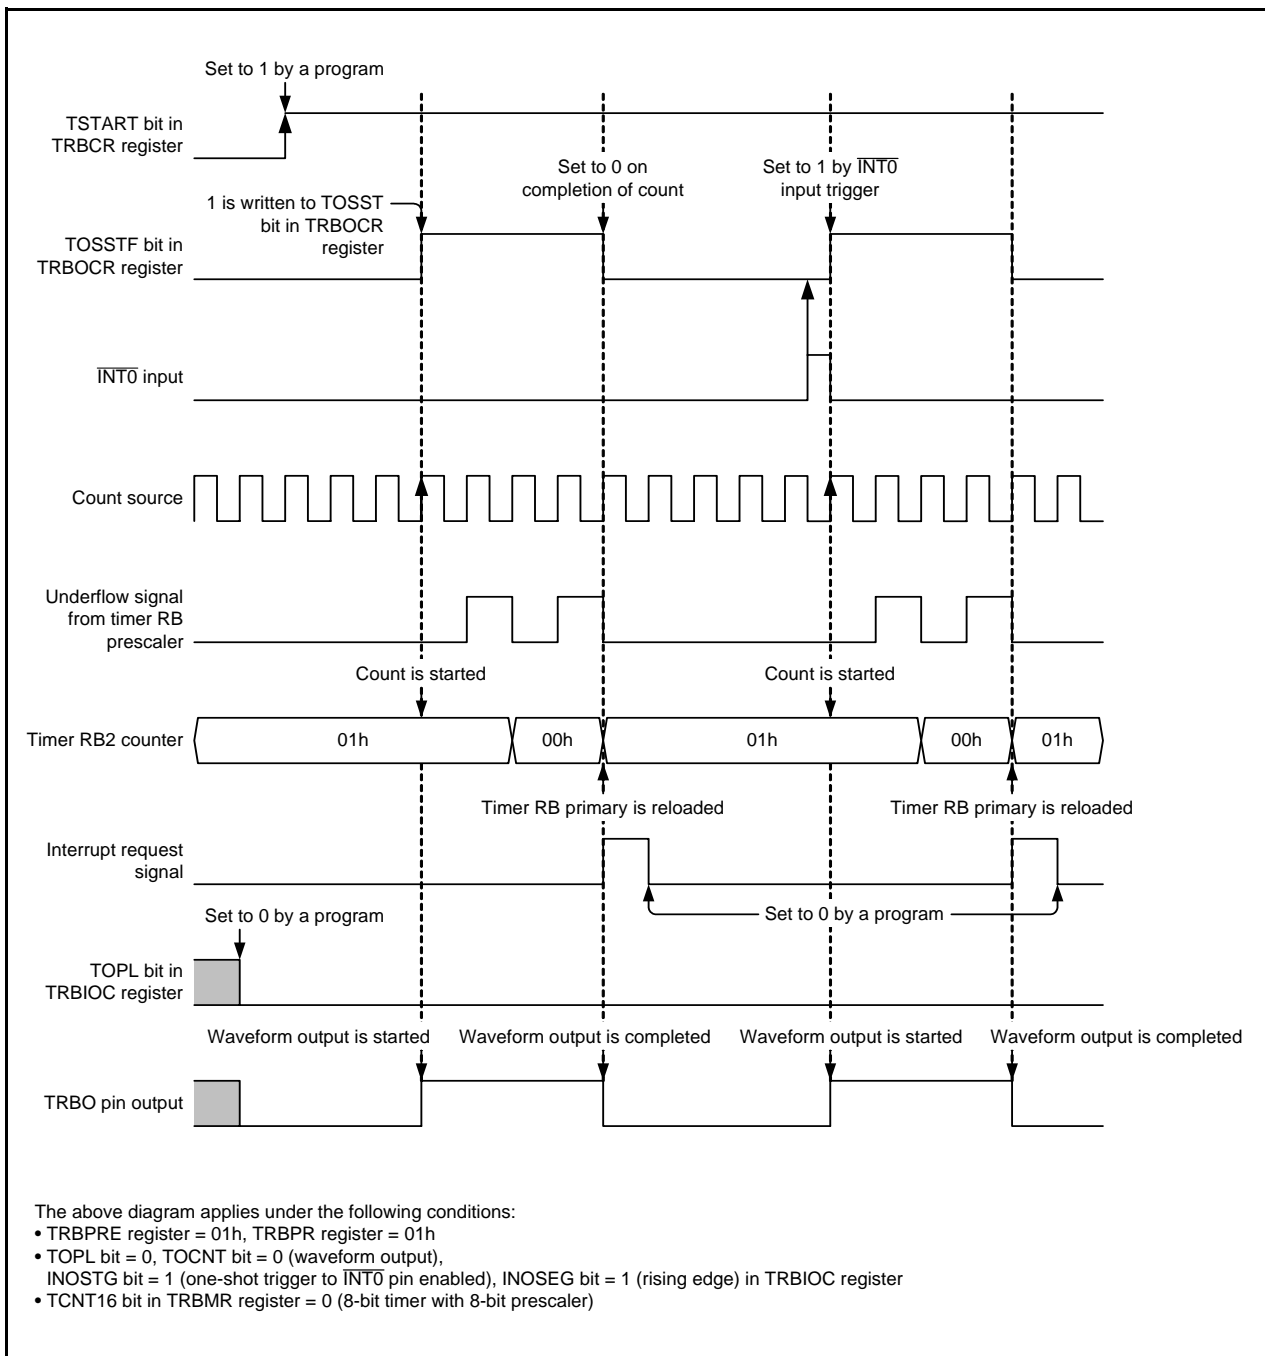 Set to 1 by a program
TSTART bit in
TRBCR register
Set to 0 on
completion of count
Set to 1 by INT0
input trigger
1 is written to TOSST
bit in TRBOCR
register
TOSSTF bit in
TRBOCR register
INT0 input
Count source
Underflow signal
from timer RB
prescaler
Count is started
Count is started
Timer RB2 counter
01h
00h
01h
00h
01h
Timer RB primary is reloaded
Timer RB primary is reloaded
Interrupt request
signal
Set to 0 by a program
Set to 0 by a program
TOPL bit in
TRBIOC register
Waveform output is started
Waveform output is completed
Waveform output is started
Waveform output is completed
TRBO pin output
The above diagram applies under the following conditions:
• TRBPRE register = 01h, TRBPR register = 01h
• TOPL bit = 0, TOCNT bit = 0 (waveform output),
INOSTG bit = 1 (one-shot trigger to INT0 pin enabled), INOSEG bit = 1 (rising edge) in TRBIOC register
• TCNT16 bit in TRBMR register = 0 (8-bit timer with 8-bit prescaler)